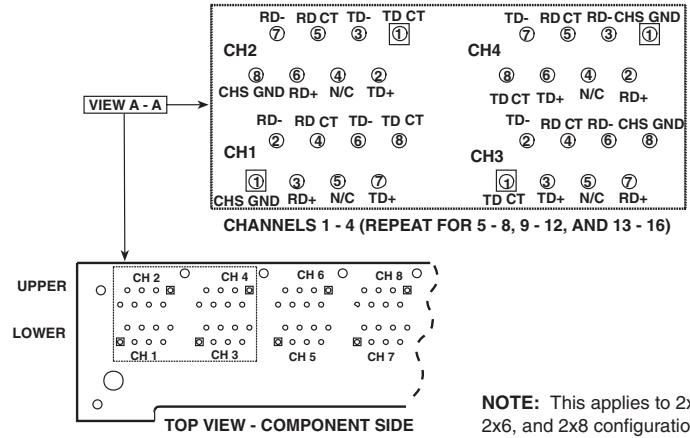 RD- RD CT TD- TD CT
7 5 3 1
CH2
8 6 4 2
CHS GND RD+ N/C TD+
RD- RD CT TD- TD CT
2 4 6 8
CH1
1 3 5 7
CHS GND RD+ N/C TD+
TD- RD CT RD- CHS GND
7 5 3 1
CH4
8 6 4 2
TD CT TD+ N/C RD+
TD- RD CT RD- CHS GND
2 4 6 8
CH3
1 3 5 7
TD CT TD+ N/C RD+
VIEW A - A
CHANNELS 1 - 4 (REPEAT FOR 5 - 8, 9 - 12, AND 13 - 16)
UPPER
LOWER
CH 2 CH 4 CH 6 CH 8
CH 1 CH 3 CH 5 CH 7
TOP VIEW - COMPONENT SIDE
NOTE: This applies to 2x
2x6, and 2x8 configuratio